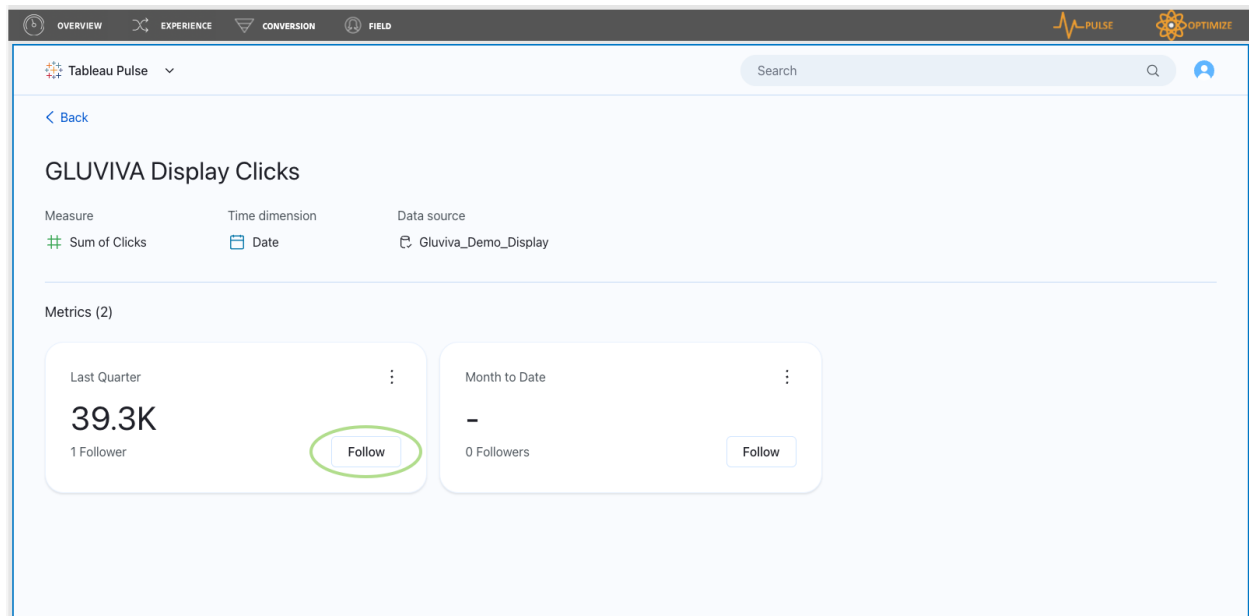 OVERVIEW EXPERIENCE CONVERSION FIELD PULSE OPTIMIZE
Tableau Pulse Search
Back
GLUVIVA Display Clicks
Measure Time dimension Data source
Sum of Clicks Date Gluviva_Demo_Display
Metrics (2)
Last Quarter Month to Date
39.3K -
1 Follower Follow 0 Followers Follow